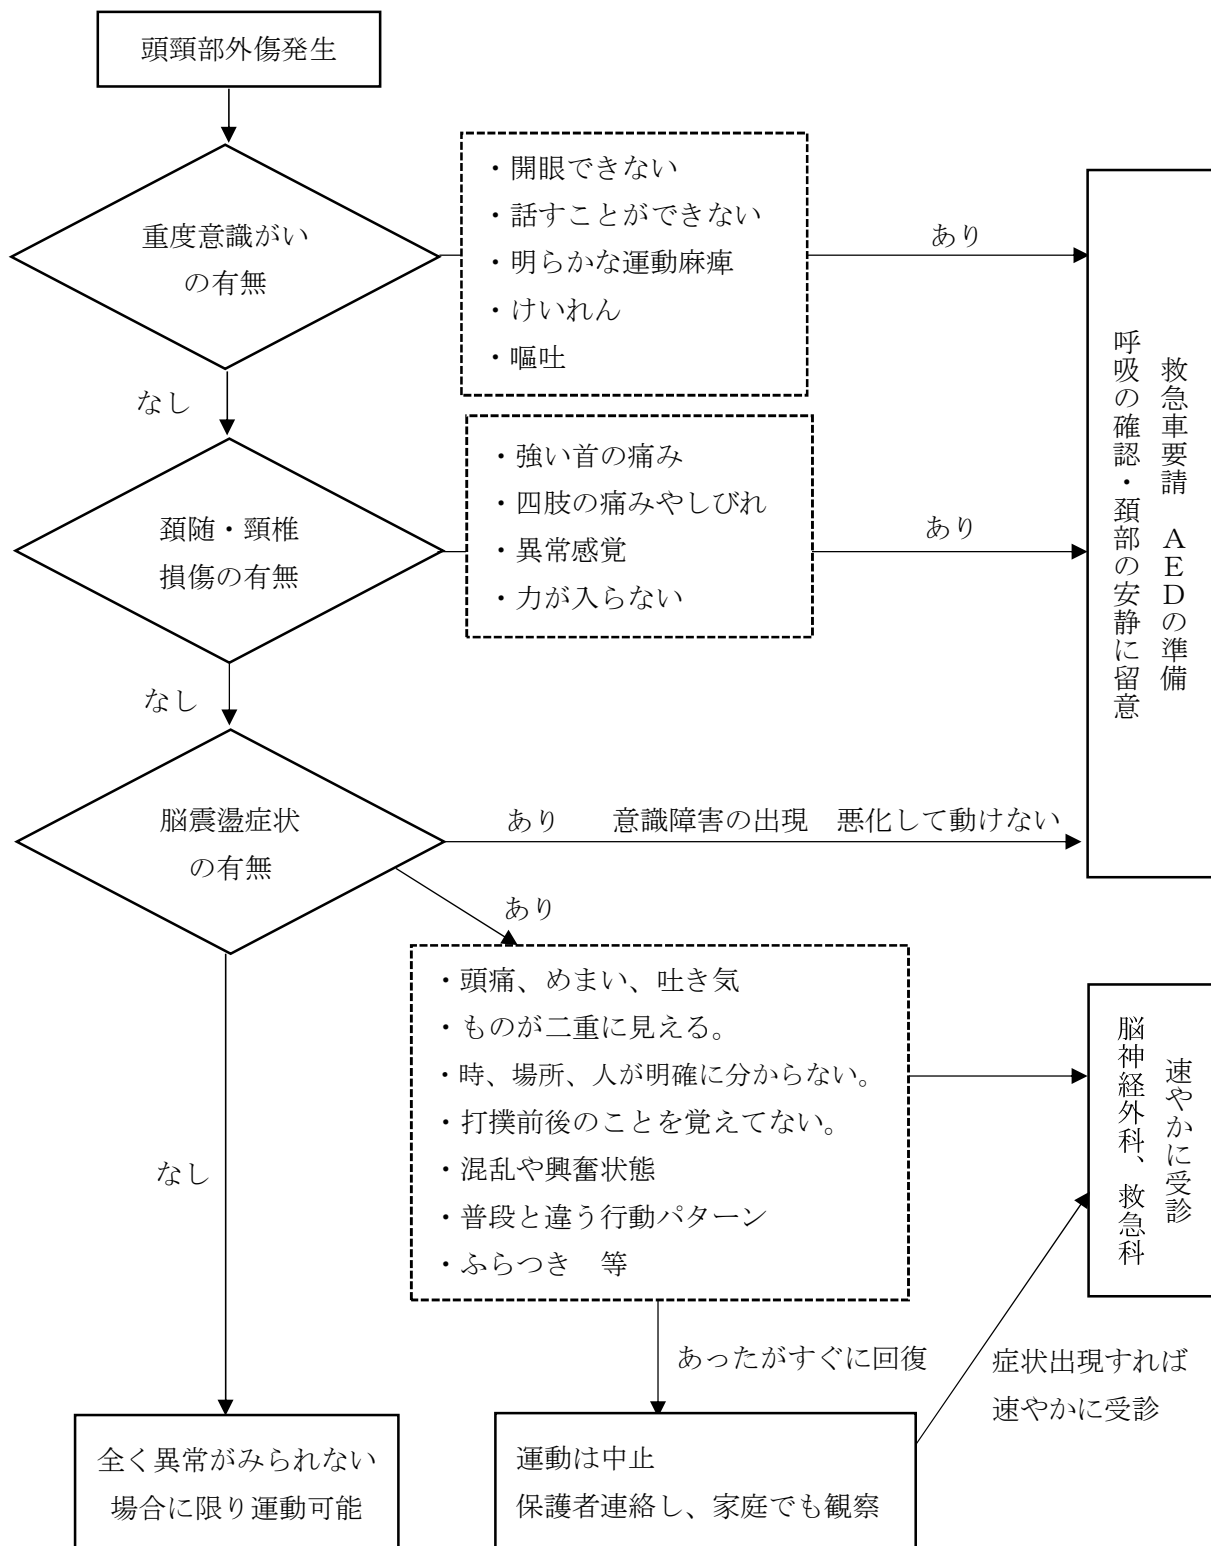 頭頸部外傷発生
重度意識がい
の有無
・開眼できない
・話すことができない
・明らかな運動麻痺
・けいれん
・嘔吐
あり
救急車要請　ＡＥＤの準備
呼吸の確認・頚部の安静に留意
なし
頚随・頸椎
損傷の有無
・強い首の痛み
・四肢の痛みやしびれ
・異常感覚
・力が入らない
あり
なし
脳震盪症状
の有無
あり　意識障害の出現　悪化して動けない
あり
・頭痛、めまい、吐き気
・ものが二重に見える。
・時、場所、人が明確に分からない。
・打撲前後のことを覚えてない。
・混乱や興奮状態
・普段と違う行動パターン
・ふらつき　等
速やかに受診
脳神経外科、救急科
なし
あったがすぐに回復
症状出現すれば
速やかに受診
全く異常がみられない
場合に限り運動可能
運動は中止
保護者連絡し、家庭でも観察